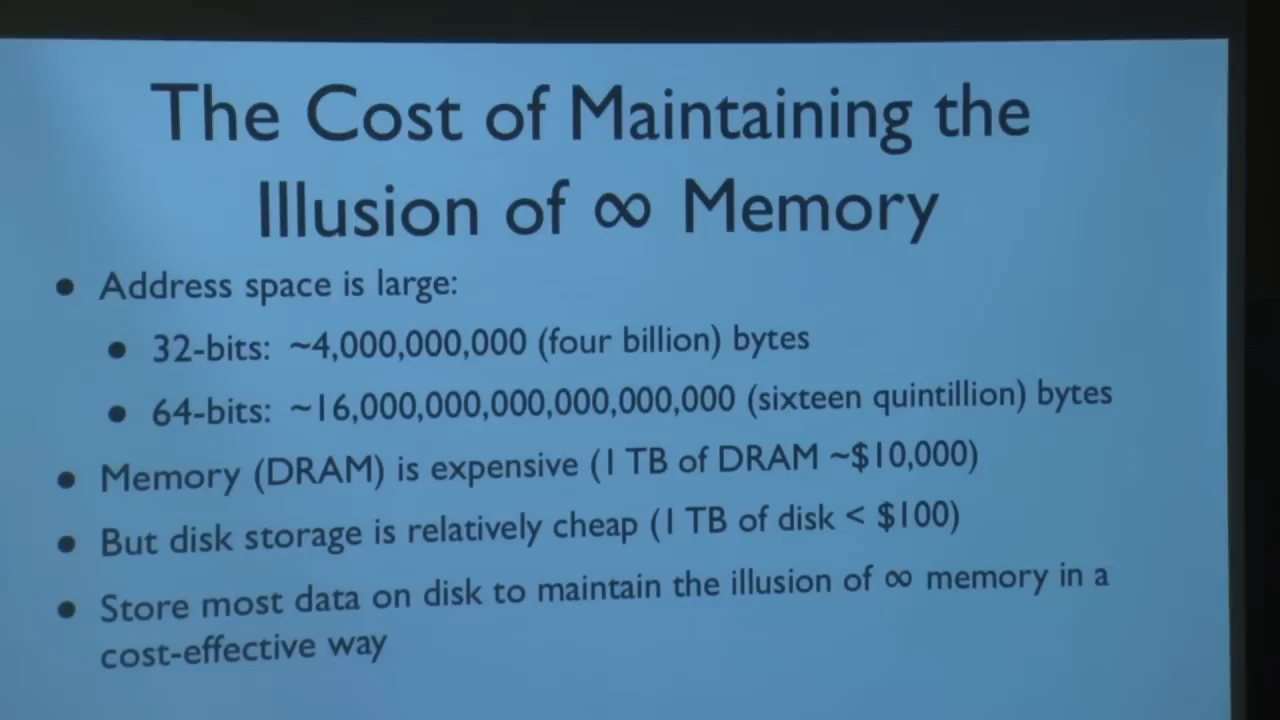 The Cost of Maintaining the
Illusion of ∞ Memory
• Address space is large:
• 32-bits: ~4,000,000,000 (four billion) bytes
• 64-bits: ~16,000,000,000,000,000,000 (sixteen quintillion) bytes
• Memory (DRAM) is expensive (1 TB of DRAM ~$10,000)
• But disk storage is relatively cheap (1 TB of disk < $100)
• Store most data on disk to maintain the illusion of ∞ memory in a
cost-effective way